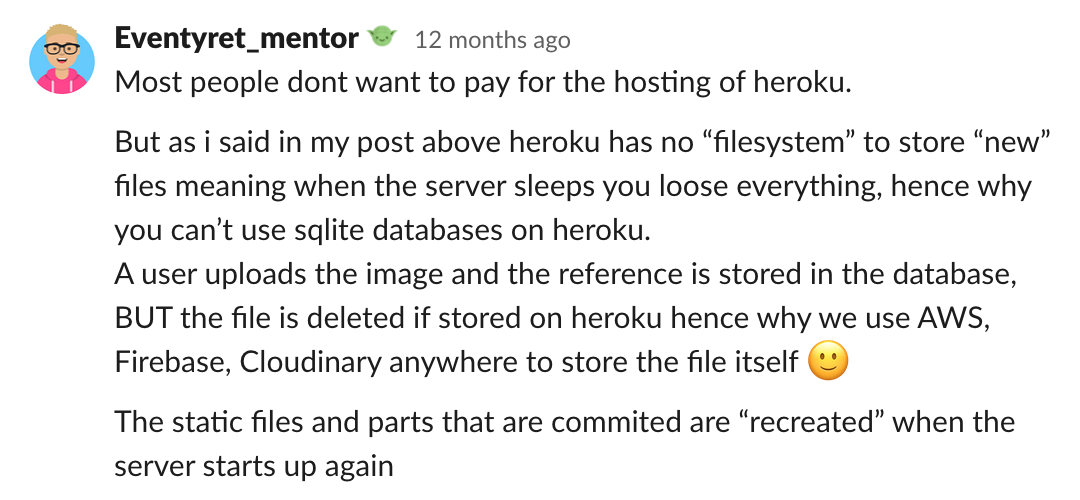 Eventyret_mentor 12 months ago
Most people dont want to pay for the hosting of heroku.
But as i said in my post above heroku has no “filesystem” to store “new”
files meaning when the server sleeps you loose everything, hence why
you can’t use sqlite databases on heroku.
A user uploads the image and the reference is stored in the database,
BUT the file is deleted if stored on heroku hence why we use AWS,
Firebase, Cloudinary anywhere to store the file itself 🙂
The static files and parts that are commited are “recreated” when the
server starts up again